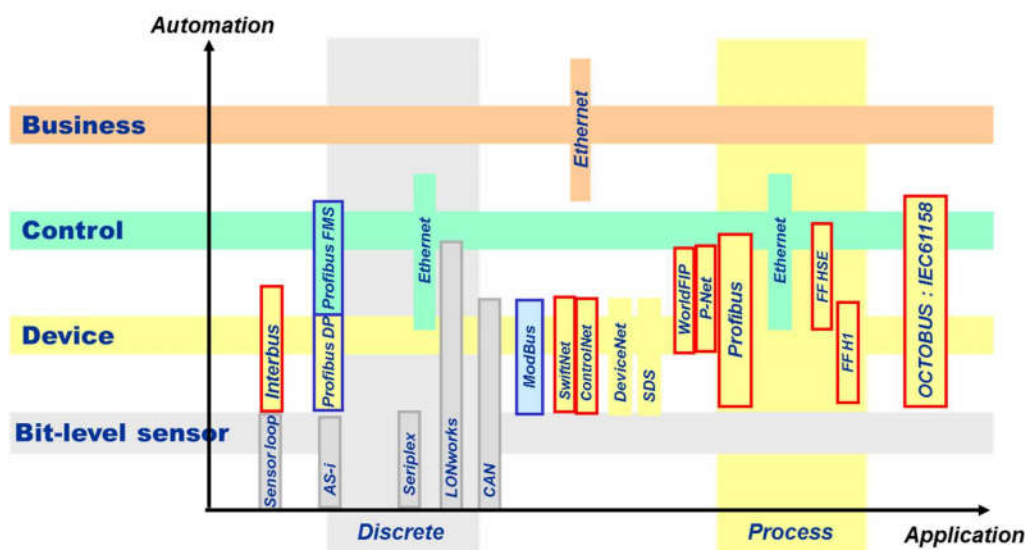 Automation
Business
Control
Device
Bit-level sensor
Interbus
Sensor loop
Profibus FMS
Profibus DP
AS-i
Seriplex
Ethernet
LONworks
CAN
ModBus
SwiftNet
ControlNet
Ethernet
DeviceNet
SDS
WorldFIP
P-Net
Profibus
Ethernet
FF HSE
FF H1
OCTOBUS : IEC61158
Discrete
Process
Application